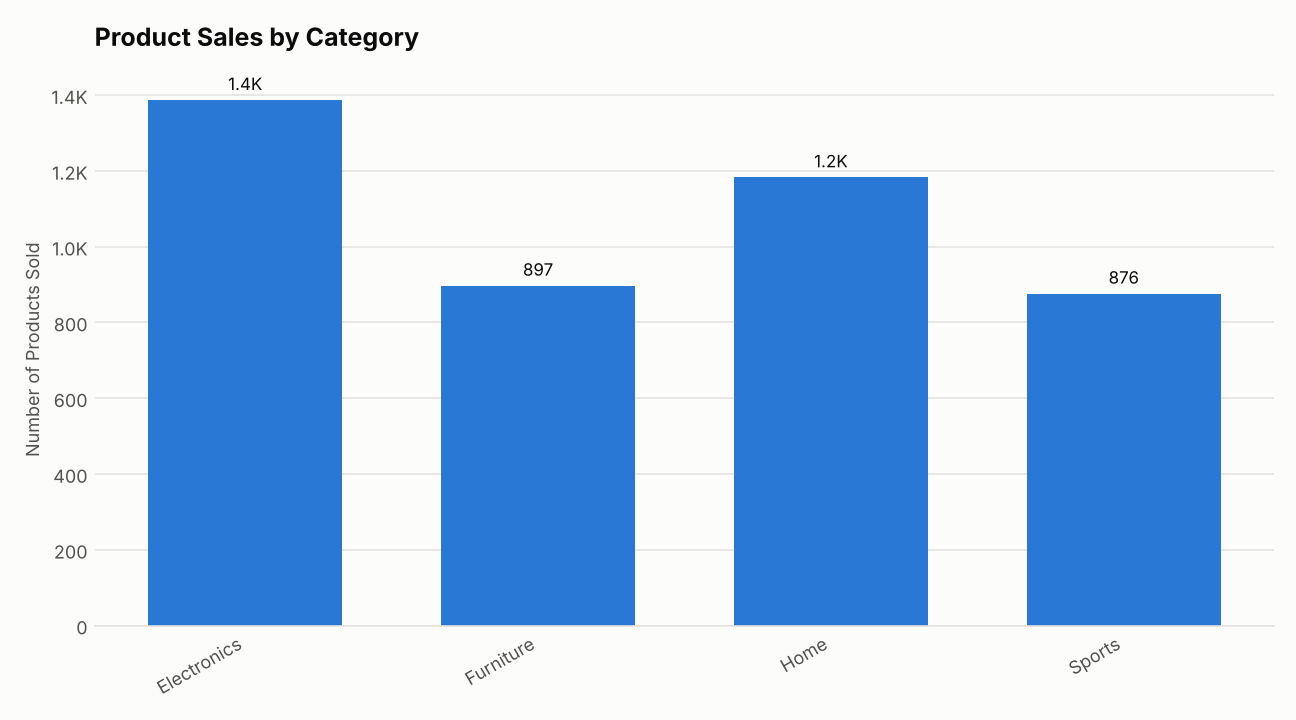 Product Sales by Category
Number of Products Sold
1.4K
1.2K
1.0K
800
600
400
200
0
1.4K
897
1.2K
876
Electronics
Furniture
Home
Sports